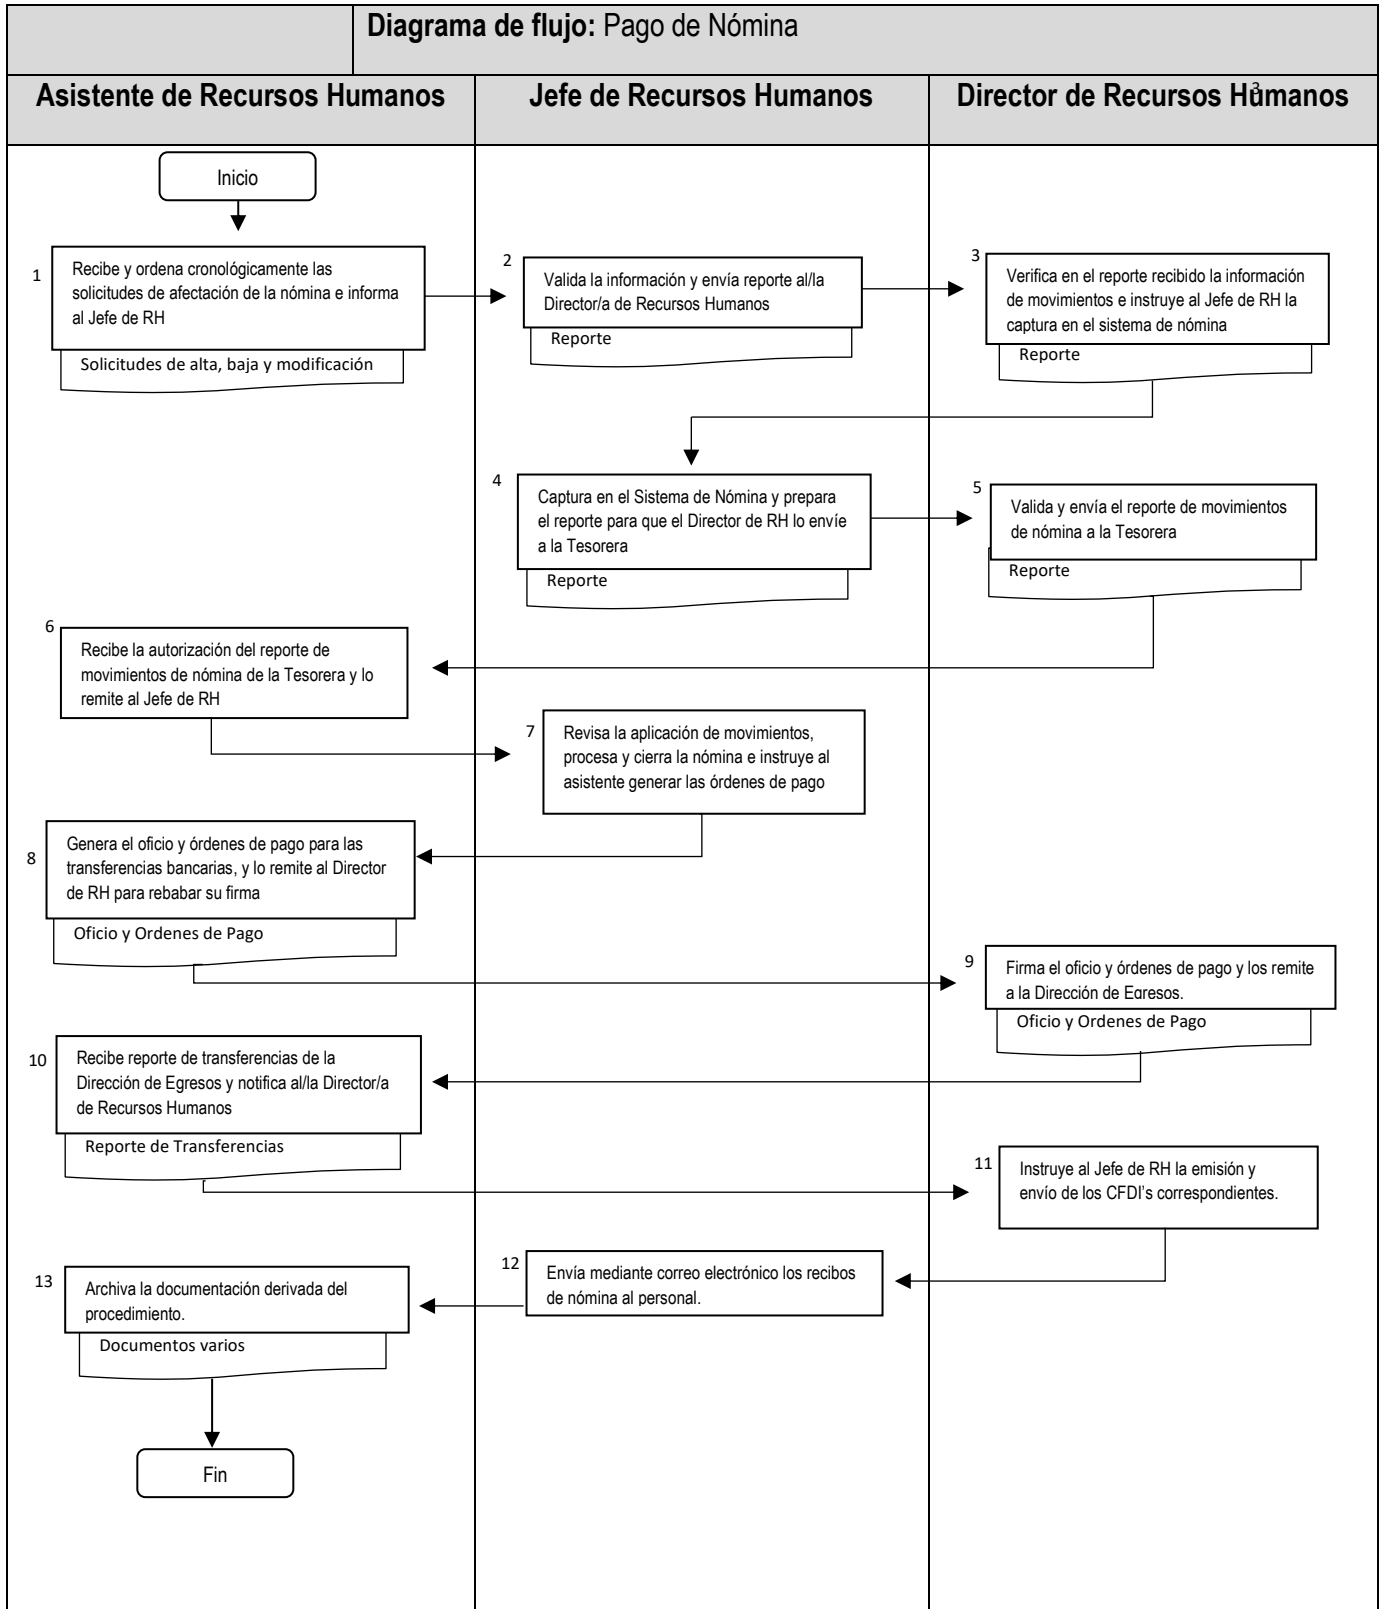 Diagrama de flujo: Pago de Nómina
Asistente de Recursos Humanos
Jefe de Recursos Humanos
Director de Recursos Humanos
3
Inicio
1
Recibe y ordena cronológicamente las
solicitudes de afectación de la nómina e informa
al Jefe de RH
Solicitudes de alta, baja y modificación
2
Valida la información y envía reporte al/la
Director/a de Recursos Humanos
Reporte
3
Verifica en el reporte recibido la información
de movimientos e instruye al Jefe de RH la
captura en el sistema de nómina
Reporte
4
Captura en el Sistema de Nómina y prepara
el reporte para que el Director de RH lo envíe
a la Tesorera
Reporte
5
Valida y envía el reporte de movimientos
de nómina a la Tesorera
Reporte
6
Recibe la autorización del reporte de
movimientos de nómina de la Tesorera y lo
remite al Jefe de RH
7
Revisa la aplicación de movimientos,
procesa y cierra la nómina e instruye al
asistente generar las órdenes de pago
8
Genera el oficio y órdenes de pago para las
transferencias bancarias, y lo remite al Director
de RH para rebabar su firma
Oficio y Ordenes de Pago
9
Firma el oficio y órdenes de pago y los remite
a la Dirección de Egresos.
Oficio y Ordenes de Pago
10
Recibe reporte de transferencias de la
Dirección de Egresos y notifica al/la Director/a
de Recursos Humanos
Reporte de Transferencias
11
Instruye al Jefe de RH la emisión y
envío de los CFDI's correspondientes.
12
Envía mediante correo electrónico los recibos
de nómina al personal.
13
Archiva la documentación derivada del
procedimiento.
Documentos varios
Fin